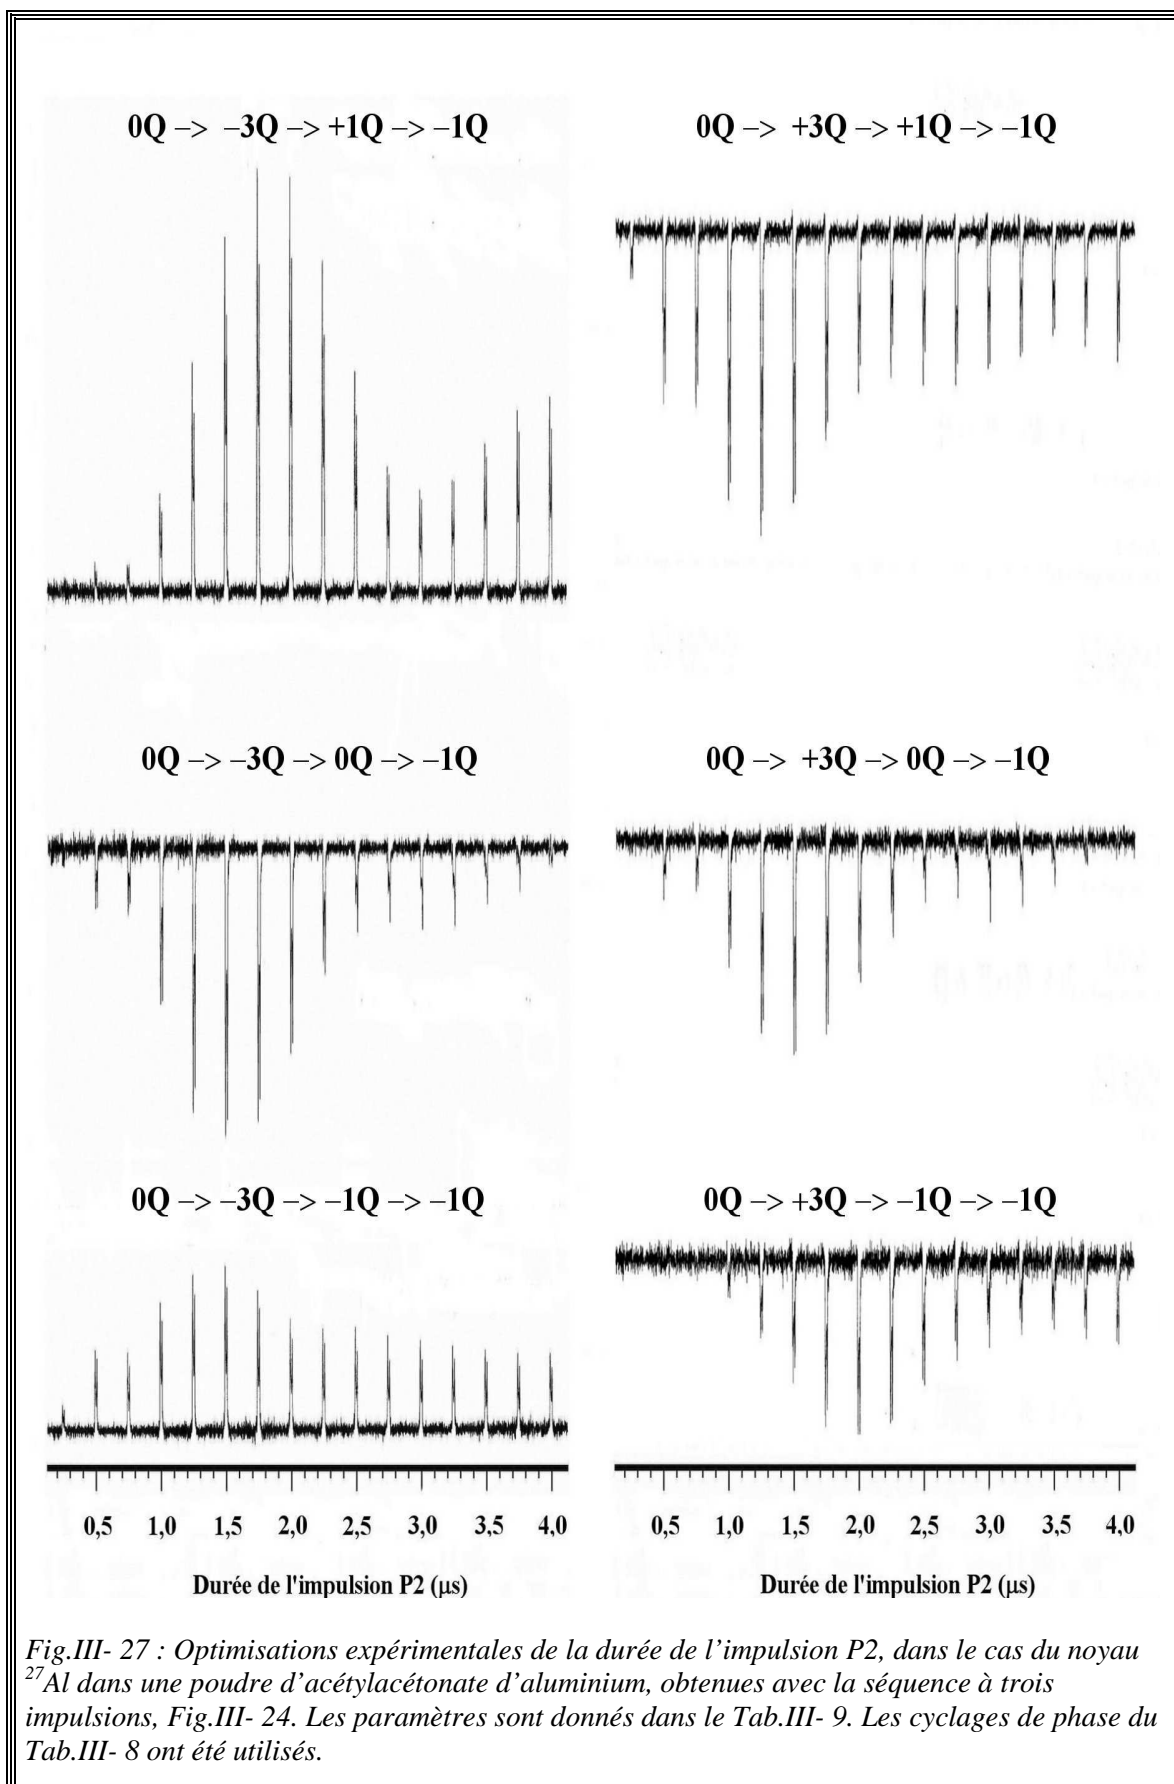 0Q –> –3Q –> +1Q –> –1Q
0Q –> +3Q –> +1Q –> –1Q
0Q –> –3Q –> 0Q –> –1Q
0Q –> +3Q –> 0Q –> –1Q
0Q –> –3Q –> –1Q –> –1Q
0Q –> +3Q –> –1Q –> –1Q
0,5 1,0 1,5 2,0 2,5 3,0 3,5 4,0
0,5 1,0 1,5 2,0 2,5 3,0 3,5 4,0
Durée de l'impulsion P2 (µs)
Durée de l'impulsion P2 (µs)
Fig.III- 27 : Optimisations expérimentales de la durée de l’impulsion P2, dans le cas du noyau
²⁷Al dans une poudre d’acétylacétonate d’aluminium, obtenues avec la séquence à trois
impulsions, Fig.III- 24. Les paramètres sont donnés dans le Tab.III- 9. Les cyclages de phase du
Tab.III- 8 ont été utilisés.